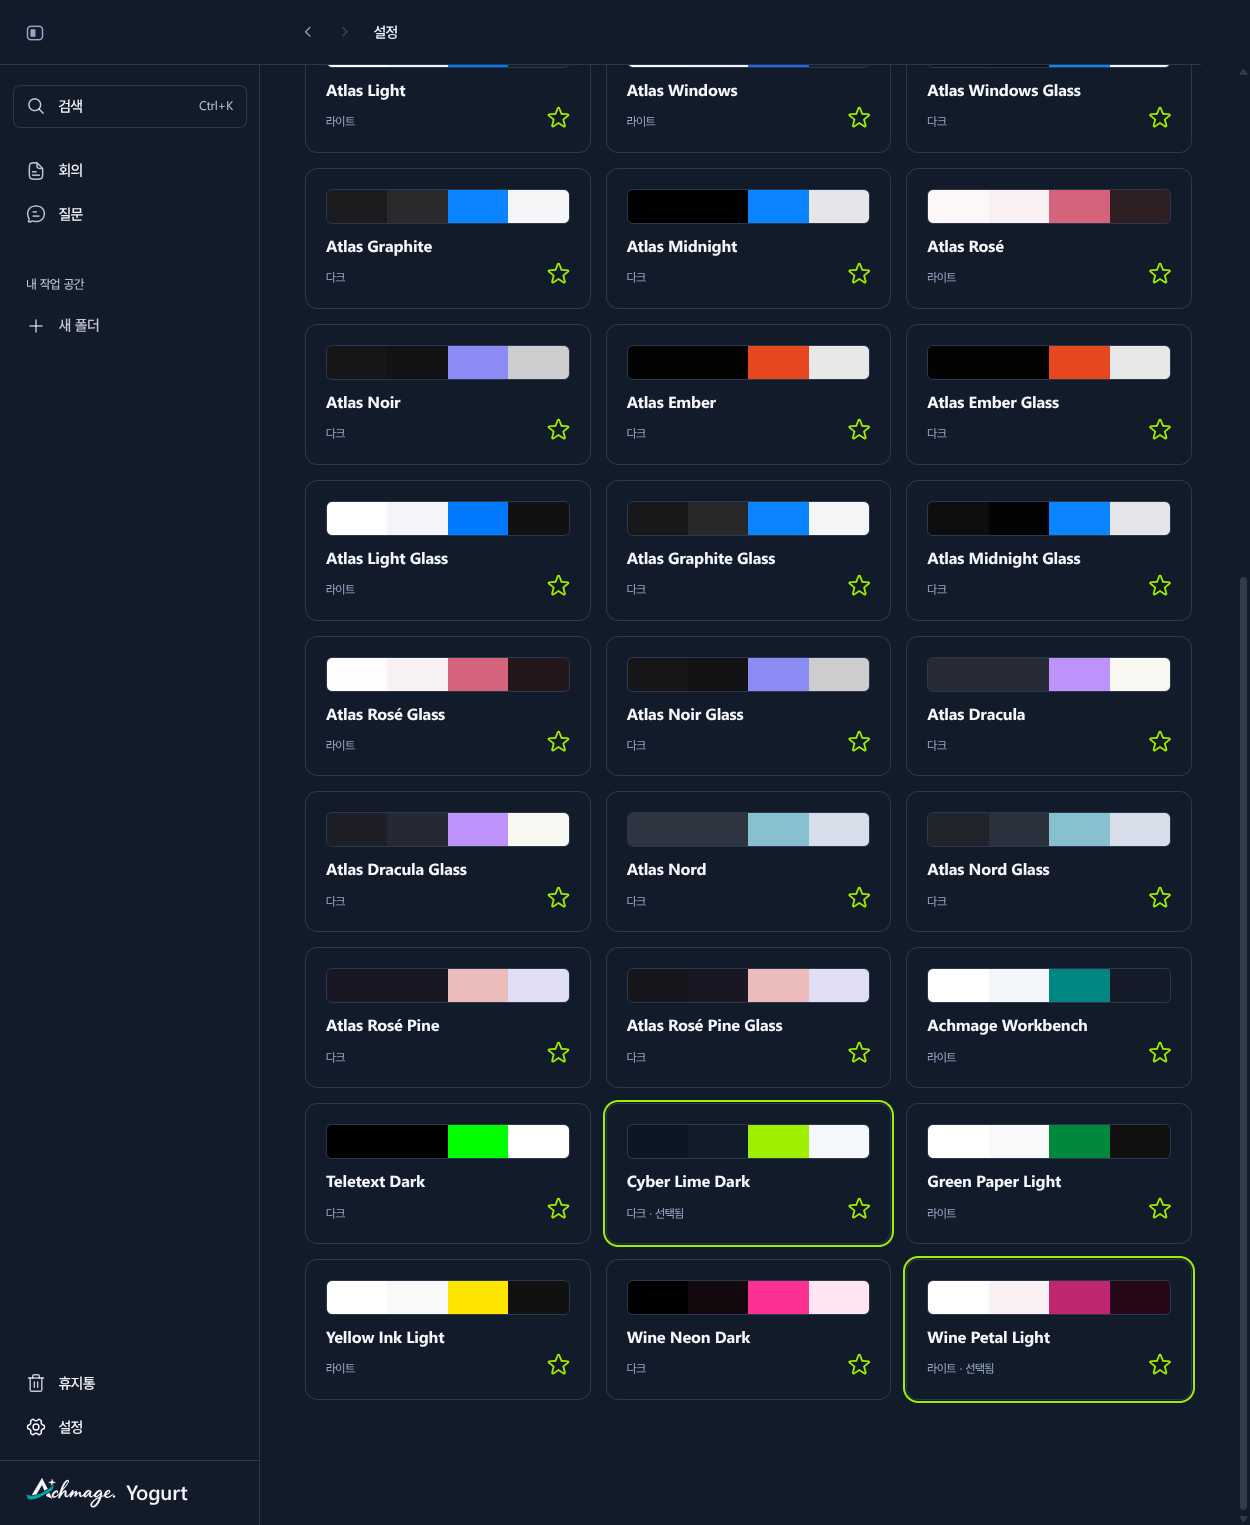 설정
검색 Ctrl+K
회의
질문
내 작업 공간
새 폴더
휴지통
설정
Achmage. Yogurt
Atlas Light
라이트
Atlas Windows
라이트
Atlas Windows Glass
다크
Atlas Graphite
다크
Atlas Midnight
다크
Atlas Rosé
라이트
Atlas Noir
다크
Atlas Ember
다크
Atlas Ember Glass
다크
Atlas Light Glass
라이트
Atlas Graphite Glass
다크
Atlas Midnight Glass
다크
Atlas Rosé Glass
라이트
Atlas Noir Glass
다크
Atlas Dracula
다크
Atlas Dracula Glass
다크
Atlas Nord
다크
Atlas Nord Glass
다크
Atlas Rosé Pine
다크
Atlas Rosé Pine Glass
다크
Achmage Workbench
라이트
Teletext Dark
다크
Cyber Lime Dark
다크 · 선택됨
Green Paper Light
라이트
Yellow Ink Light
라이트
Wine Neon Dark
다크
Wine Petal Light
라이트 · 선택됨